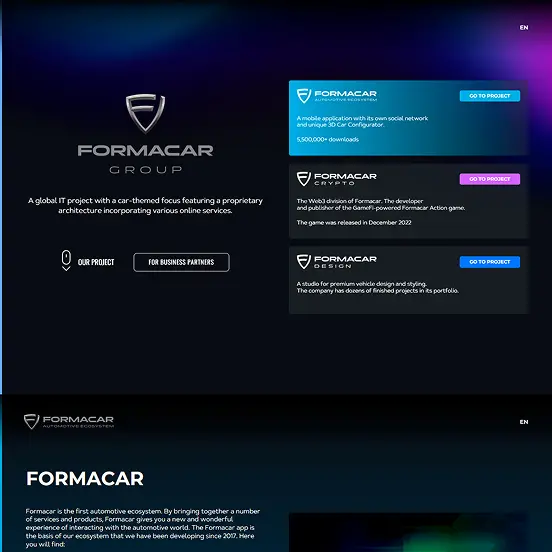 EN
FORMACAR
GROUP
A global IT project with a car-themed focus featuring a proprietary
architecture incorporating various online services.
OUR PROJECT
FOR BUSINESS PARTNERS
FORMACAR
AUTOMOTIVE ECOSYSTEM
GO TO PROJECT
A mobile application with its own social network
and unique 3D Car Configurator.
5,500,000+ downloads
FORMACAR
CRYPTO
GO TO PROJECT
The Web3 division of Formacar. The developer
and publisher of the GameFi-powered Formacar Action game.
The game was released in December 2022
FORMACAR
DESIGN
GO TO PROJECT
A studio for premium vehicle design and styling.
The company has dozens of finished projects in its portfolio.
FORMACAR
AUTOMOTIVE ECOSYSTEM
EN
FORMACAR
Formacar is the first automotive ecosystem. By bringing together a number
of services and products, Formacar gives you a new and wonderful
experience of interacting with the automotive world. The Formacar app is
the basis of our ecosystem that we have been developing since 2017. Here
you will find: